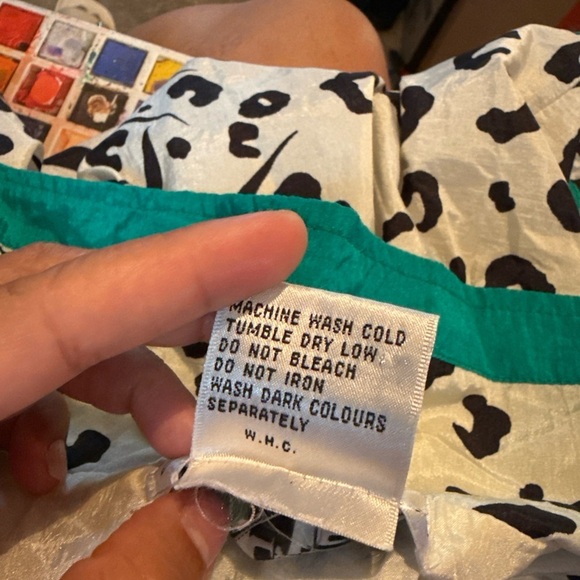 MACHINE WASH COLD
TUMBLE DRY LOW
DO NOT BLEACH
DO NOT IRON
WASH DARK COLOURS
SEPARATELY
W.H.C.